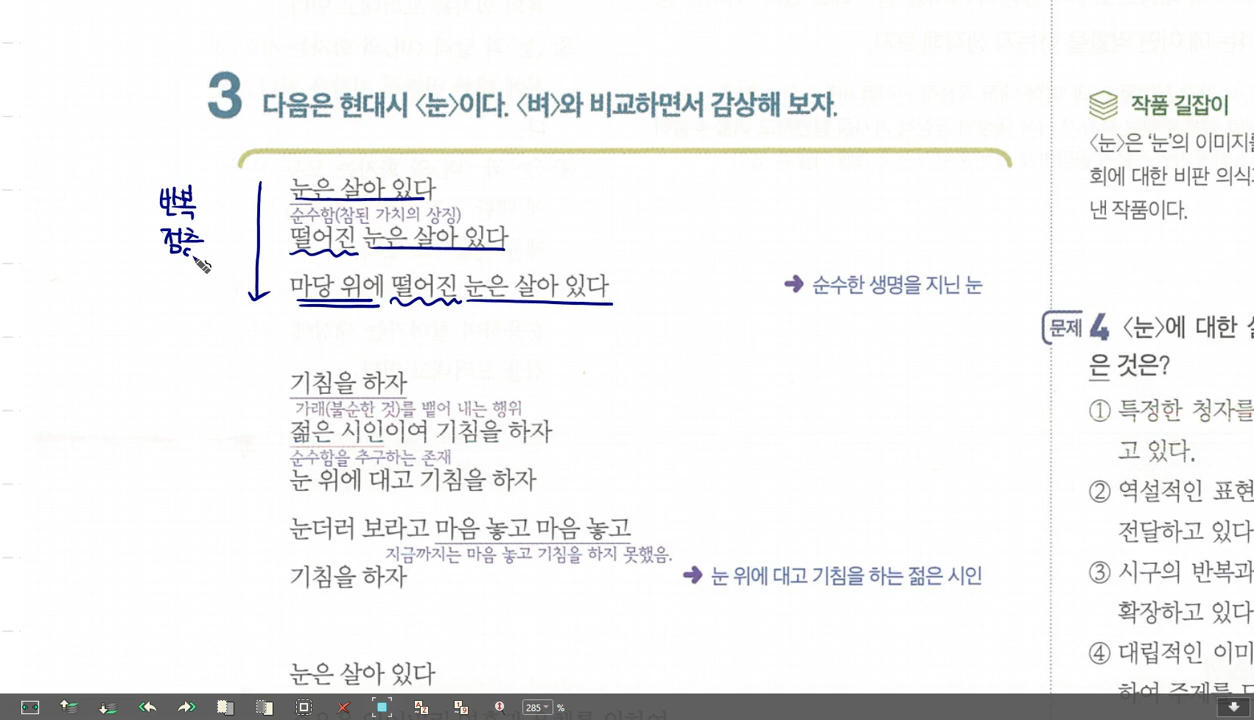 3 다음은 현대시 〈눈〉이다. 〈벼〉와 비교하면서 감상해 보자.
반복
점층
눈은 살아 있다
순수함(참된 가치의 상징)
떨어진 눈은 살아 있다
마당 위에 떨어진 눈은 살아 있다
➔ 순수한 생명을 지닌 눈
기침을 하자
가래(불순한 것)를 뱉어 내는 행위
젊은 시인이여 기침을 하자
순수함을 추구하는 존재
눈 위에 대고 기침을 하자
눈더러 보라고 마음 놓고 마음 놓고
지금까지는 마음 놓고 기침을 하지 못했음.
기침을 하자
➔ 눈 위에 대고 기침을 하는 젊은 시인
눈은 살아 있다
작품 길잡이
〈눈〉은 '눈'의 이미지를
회에 대한 비판 의식
낸 작품이다.
문제 4 〈눈〉에 대한
은 것은?
① 특정한 청자를
고 있다.
② 역설적인 표현
전달하고 있다
③ 시구의 반복과
확장하고 있다
④ 대립적인 이미
하여 주제를
285 %